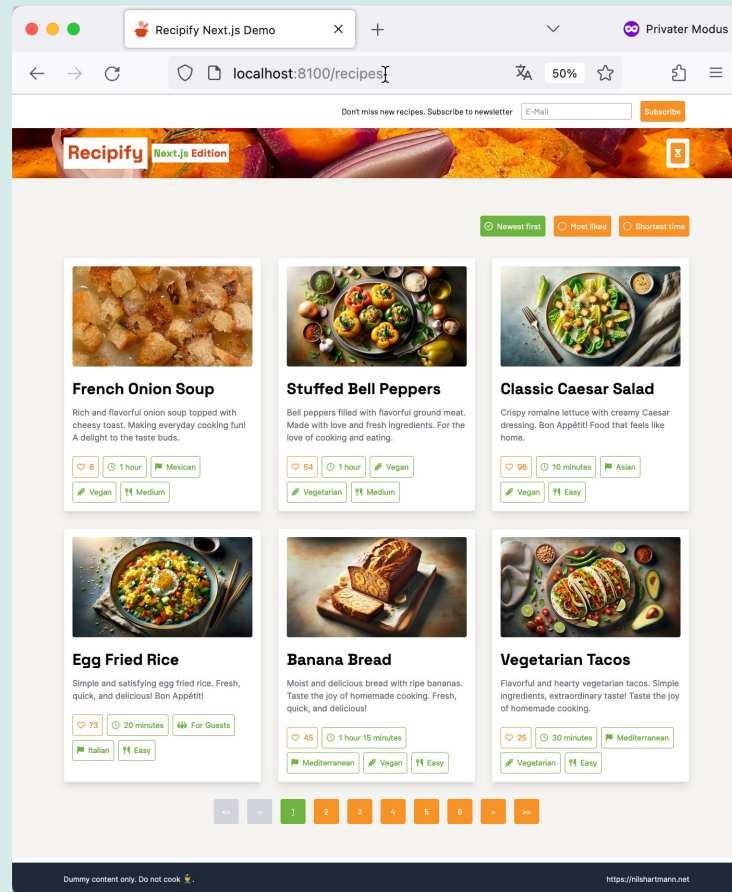 Recipify Next.js Demo
Privater Modus
localhost:8100/recipes
50%
Don't miss new recipes. Subscribe to newsletter E-Mail Subscribe
Recipify Next.js Edition
Newest first Most liked Shortest time
French Onion Soup
Rich and flavorful onion soup topped with
cheesy toast. Making everyday cooking fun!
A delight to the taste buds.
8 1 hour Mexican
Vegan Medium
Stuffed Bell Peppers
Bell peppers filled with flavorful ground meat.
Made with love and fresh ingredients. For the
love of cooking and eating.
54 1 hour Vegan
Vegetarian Medium
Classic Caesar Salad
Crispy romaine lettuce with creamy Caesar
dressing. Bon Appétit! Food that feels like
home.
96 10 minutes Asian
Vegan Easy
Egg Fried Rice
Simple and satisfying egg fried rice. Fresh,
quick, and delicious! Bon Appétit!
73 20 minutes For Guests
Italian Easy
Banana Bread
Moist and delicious bread with ripe bananas.
Taste the joy of homemade cooking. Fresh,
quick, and delicious!
45 1 hour 15 minutes
Mediterranean Vegan Easy
Vegetarian Tacos
Flavorful and hearty vegetarian tacos. Simple
ingredients, extraordinary taste! Taste the joy
of homemade cooking.
25 30 minutes Mediterranean
Vegetarian Easy
<< < 1 2 3 4 5 6 > >>
Dummy content only. Do not cook 👨‍🍳.
https://nilshartmann.net